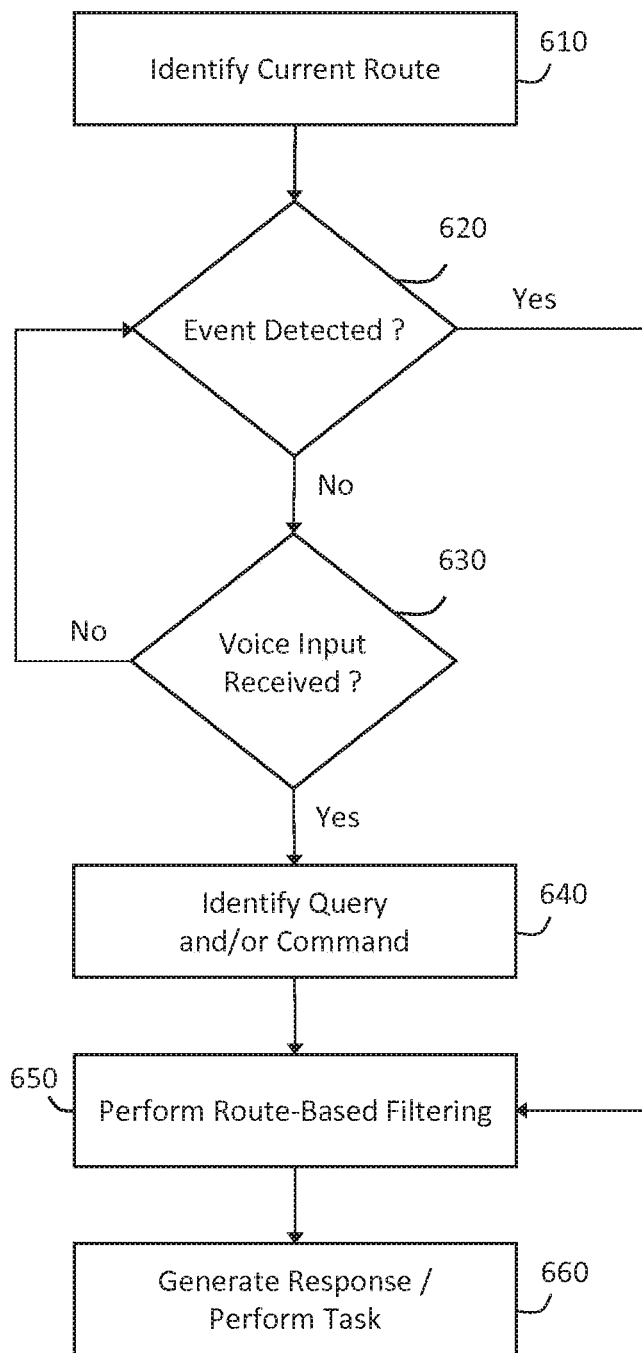 Identify Current Route
610
620
Event Detected ?
Yes
No
630
Voice Input
Received ?
No
Yes
Identify Query
and/or Command
640
650
Perform Route-Based Filtering
Generate Response /
Perform Task
660